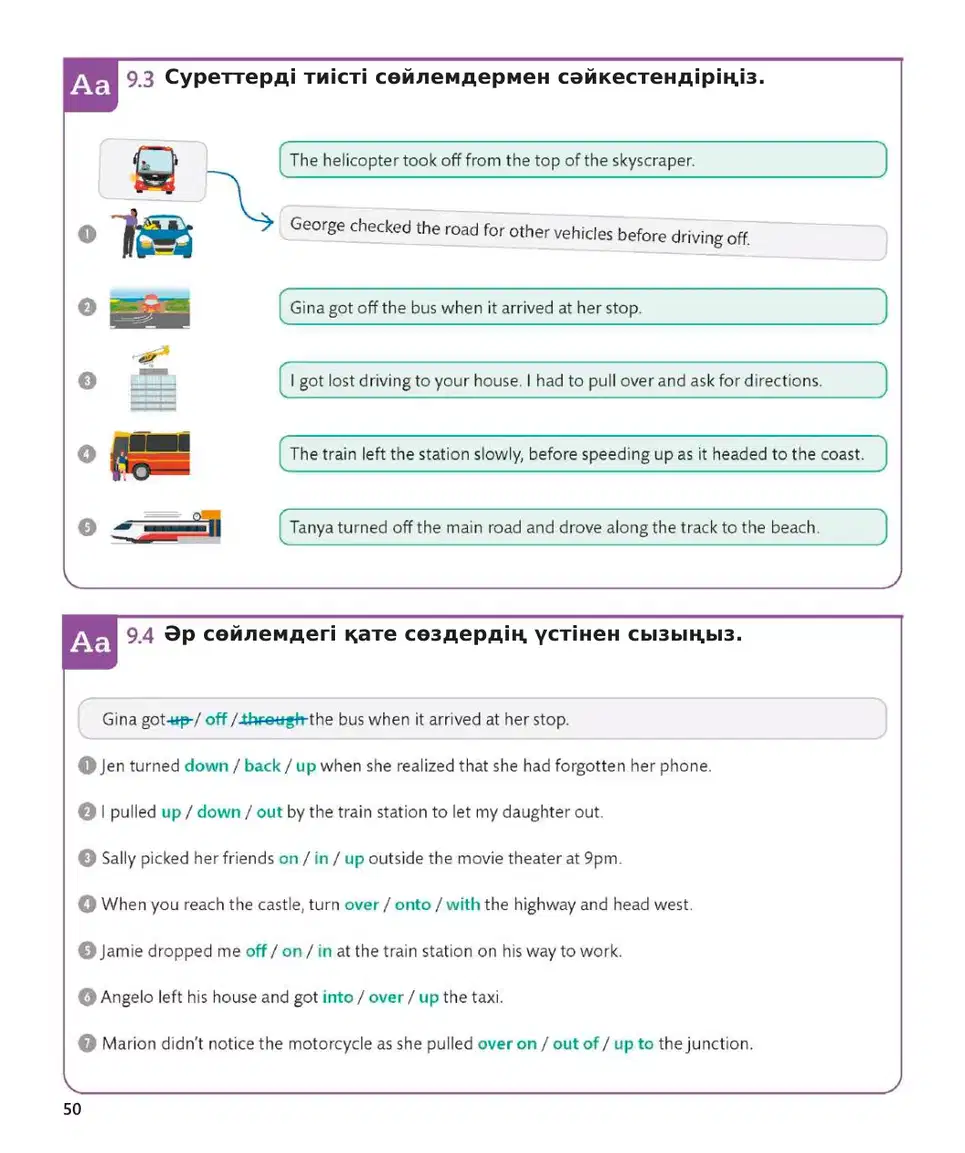 Aa 9.3 Суреттерді тиісті сөйлемдермен сәйкестендіріңіз.
The helicopter took off from the top of the skyscraper.
1 George checked the road for other vehicles before driving off.
2 Gina got off the bus when it arrived at her stop.
3 I got lost driving to your house. I had to pull over and ask for directions.
4 The train left the station slowly, before speeding up as it headed to the coast.
5 Tanya turned off the main road and drove along the track to the beach.
Aa 9.4 Әр сөйлемдегі қате сөздердің үстінен сызыңыз.
Gina got up / off / through the bus when it arrived at her stop.
1 Jen turned down / back / up when she realized that she had forgotten her phone.
2 I pulled up / down / out by the train station to let my daughter out.
3 Sally picked her friends on / in / up outside the movie theater at 9pm.
4 When you reach the castle, turn over / onto / with the highway and head west.
5 Jamie dropped me off / on / in at the train station on his way to work.
6 Angelo left his house and got into / over / up the taxi.
7 Marion didn't notice the motorcycle as she pulled over on / out of / up to the junction.
50